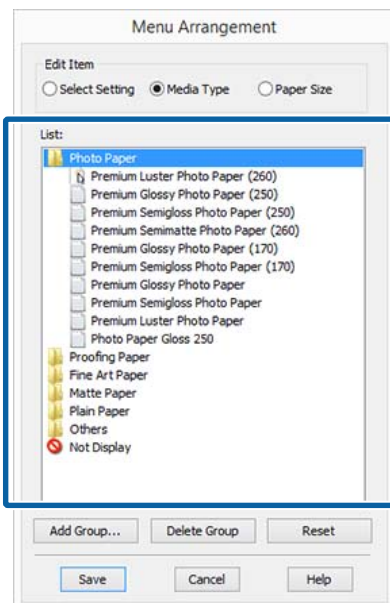 Menu Arrangement
Edit Item
Select Setting Media Type Paper Size
List:
Photo Paper
Premium Luster Photo Paper (260)
Premium Glossy Photo Paper (250)
Premium Semigloss Photo Paper (250)
Premium Semimatte Photo Paper (260)
Premium Glossy Photo Paper (170)
Premium Semigloss Photo Paper (170)
Premium Glossy Photo Paper
Premium Semigloss Photo Paper
Premium Luster Photo Paper
Photo Paper Gloss 250
Proofing Paper
Fine Art Paper
Matte Paper
Plain Paper
Others
Not Display
Add Group... Delete Group Reset
Save Cancel Help